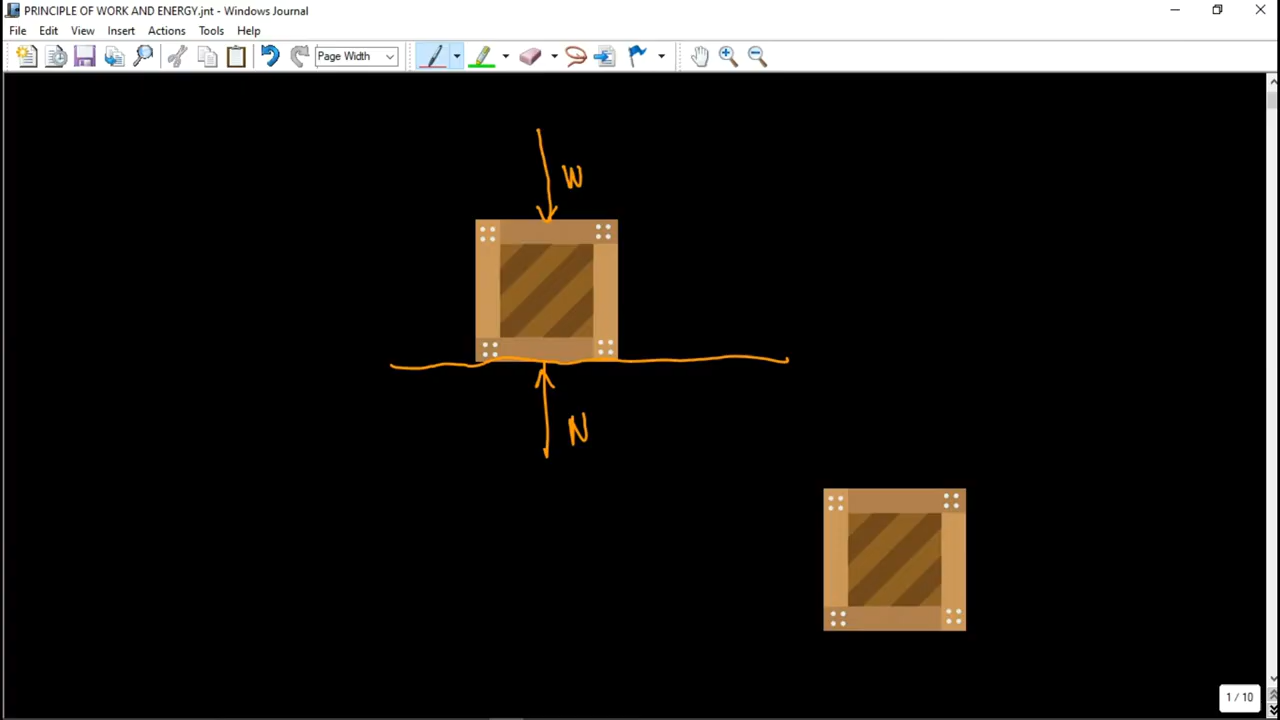 PRINCIPLE OF WORK AND ENERGY.jnt - Windows Journal
File Edit View Insert Actions Tools Help
Page Width
W
N
1 / 10